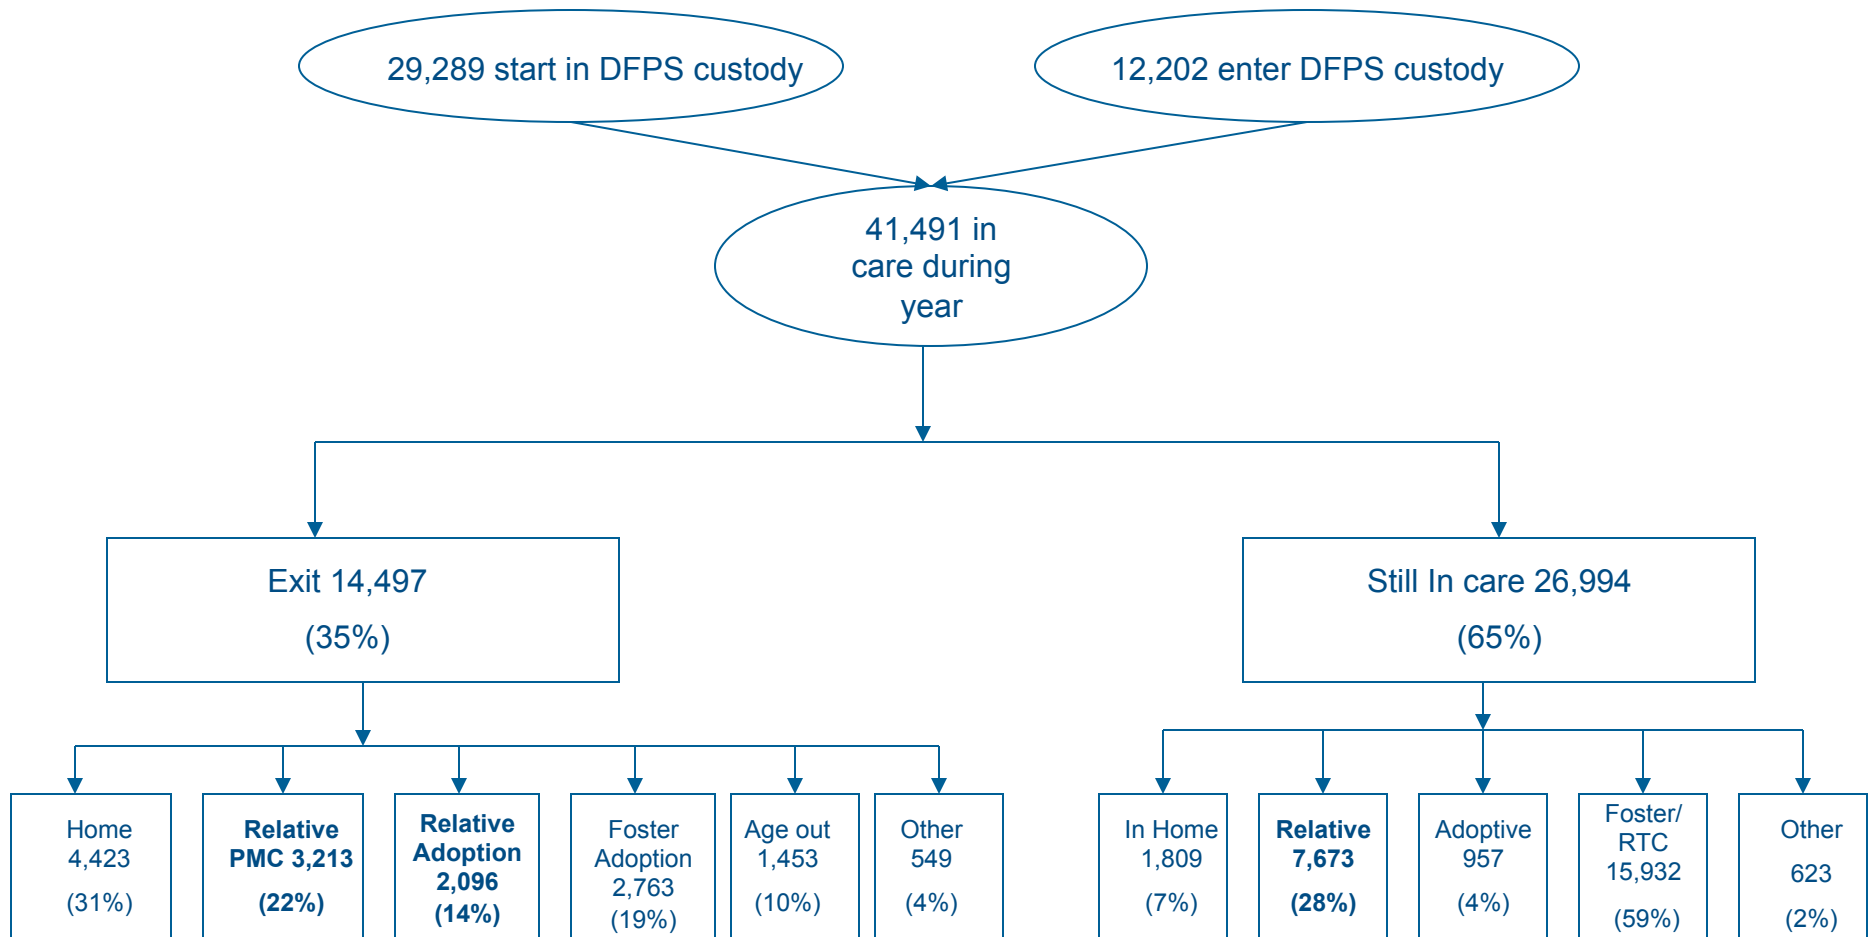 29,289 start in DFPS custody
12,202 enter DFPS custody
41,491 in
care during
year
Exit 14,497
(35%)
Still In care 26,994
(65%)
Home
4,423
(31%)
Relative
PMC 3,213
(22%)
Relative
Adoption
2,096
(14%)
Foster
Adoption
2,763
(19%)
Age out
1,453
(10%)
Other
549
(4%)
In Home
1,809
(7%)
Relative
7,673
(28%)
Adoptive
957
(4%)
Foster/
RTC
15,932
(59%)
Other
623
(2%)